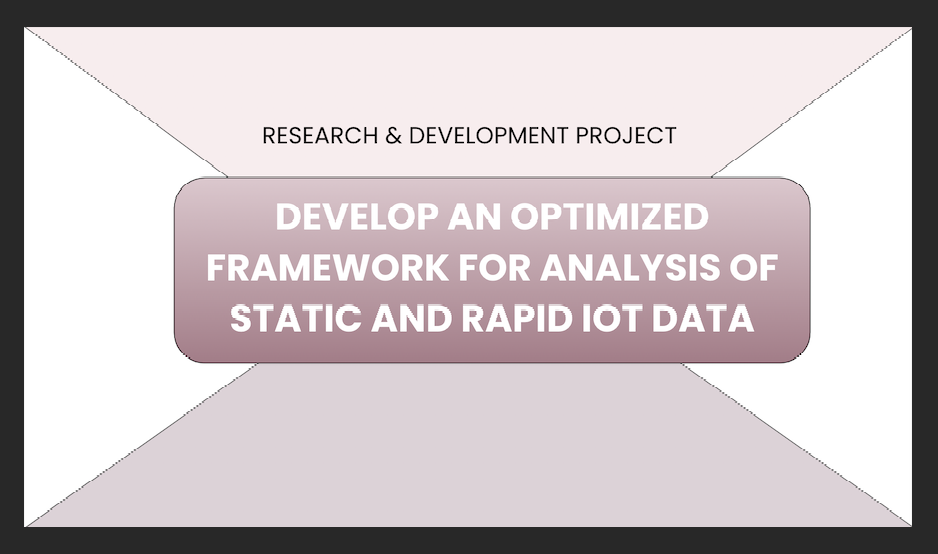 RESEARCH & DEVELOPMENT PROJECT
DEVELOP AN OPTIMIZED
FRAMEWORK FOR ANALYSIS OF
STATIC AND RAPID IOT DATA